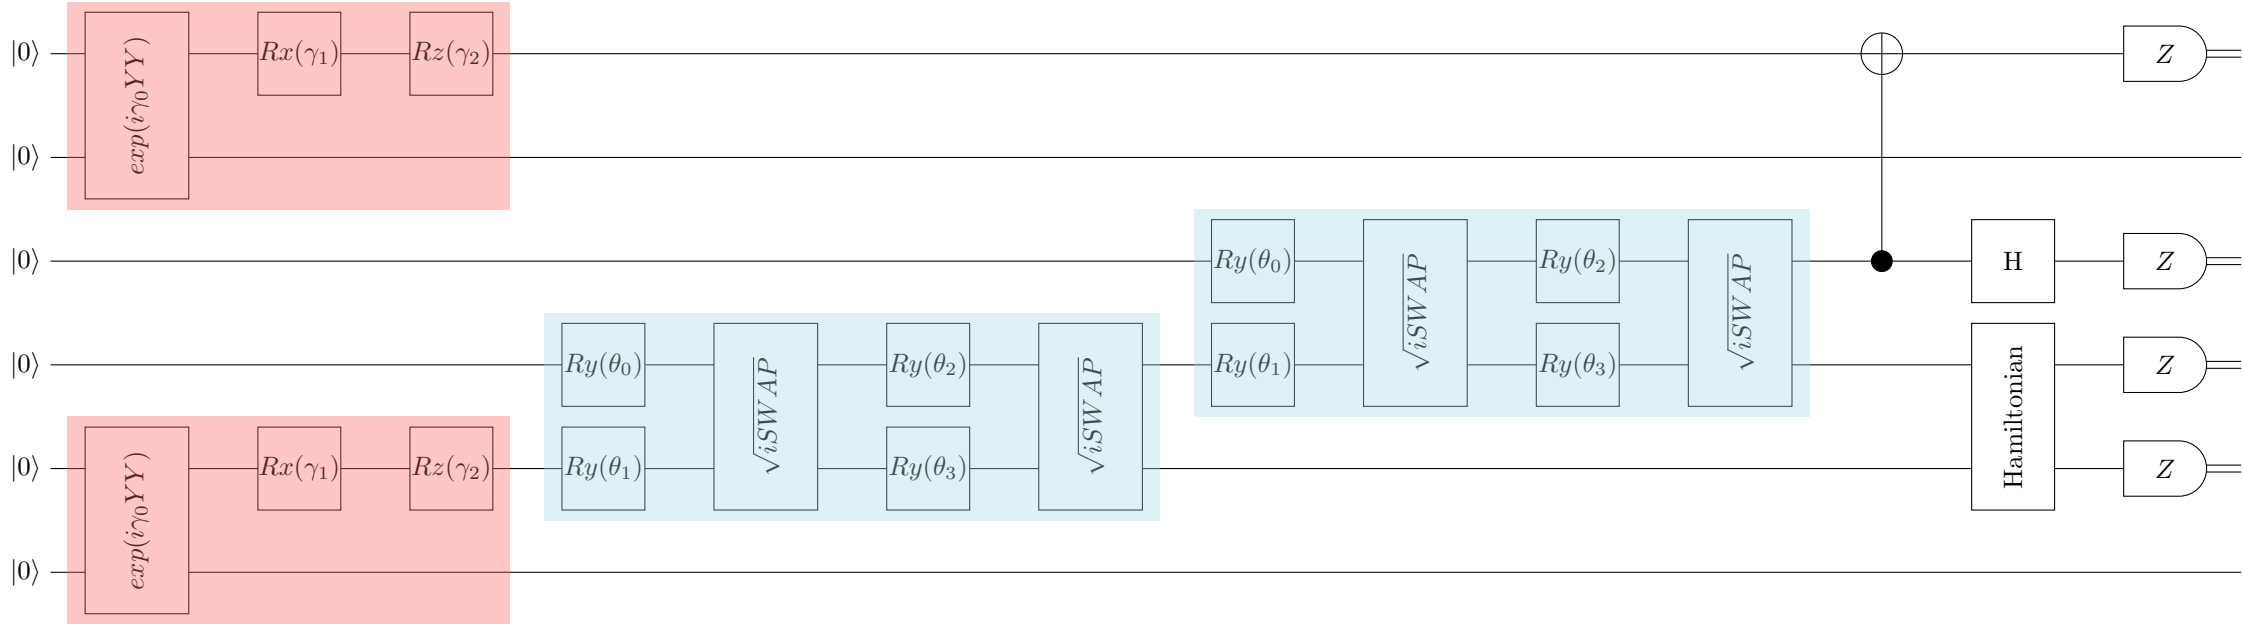 |0⟩ exp(iγ₀YY) Rx(γ₁) Rz(γ₂) Z
|0⟩
|0⟩ Ry(θ₀) √iSWAP Ry(θ₂) √iSWAP H Z
Ry(θ₁) Ry(θ₃)
|0⟩ Ry(θ₀) √iSWAP Ry(θ₂) √iSWAP Hamiltonian Z
|0⟩ exp(iγ₀YY) Rx(γ₁) Rz(γ₂) Ry(θ₁) Ry(θ₃) Z
|0⟩